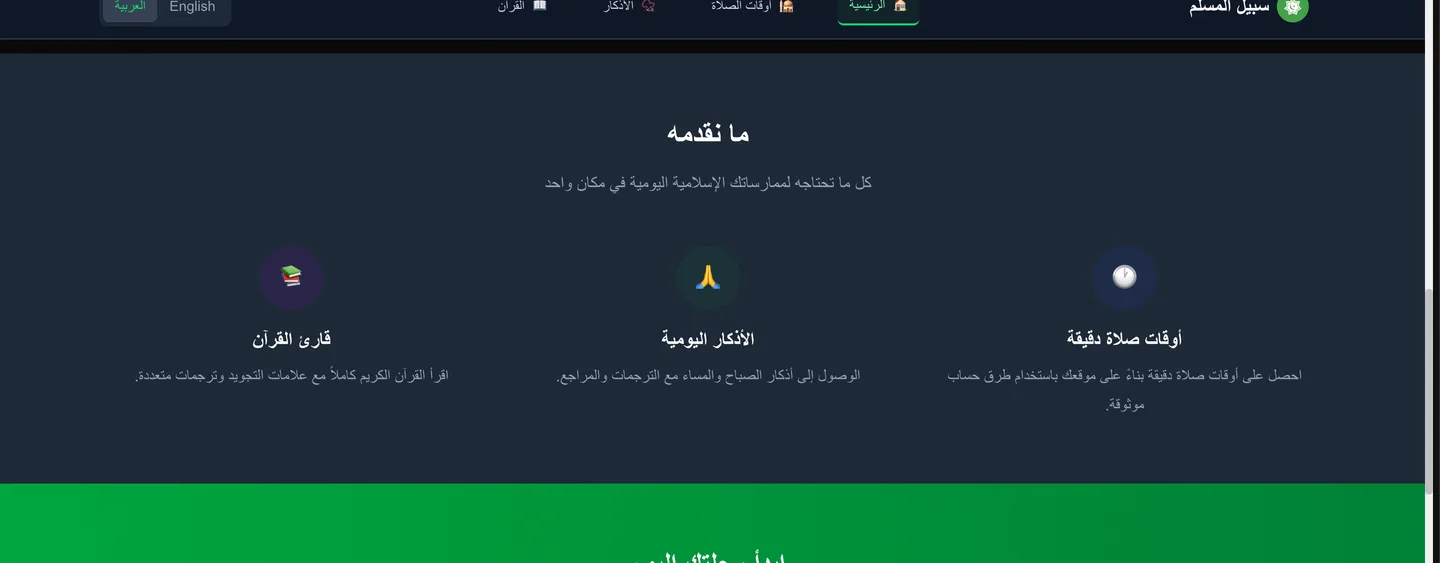 سبيل المسلم
الرئيسية
أوقات الصلاة
الأذكار
القرآن
English
العربية
ما نقدمه
كل ما تحتاجه لممارساتك الإسلامية اليومية في مكان واحد
أوقات صلاة دقيقة
احصل على أوقات صلاة دقيقة بناءً على موقعك باستخدام طرق حساب
موثوقة.
الأذكار اليومية
الوصول إلى أذكار الصباح والمساء مع الترجمات والمراجع.
قارئ القرآن
اقرأ القرآن الكريم كاملاً مع علامات التجويد وترجمات متعددة.